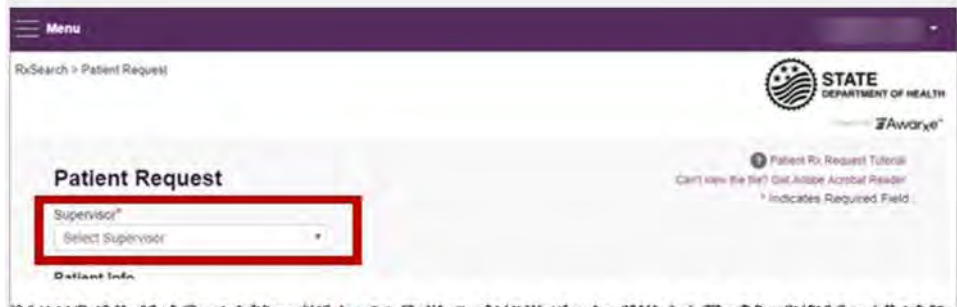 Menu
RxSearch > Patient Request
STATE
DEPARTMENT OF HEALTH
Awarxe
Patient Rx Request Tutorial
Can't view the file? Get Adobe Acrobat Reader
* Indicates Required Field
Patient Request
Supervisor*
Select Supervisor
Patient Info